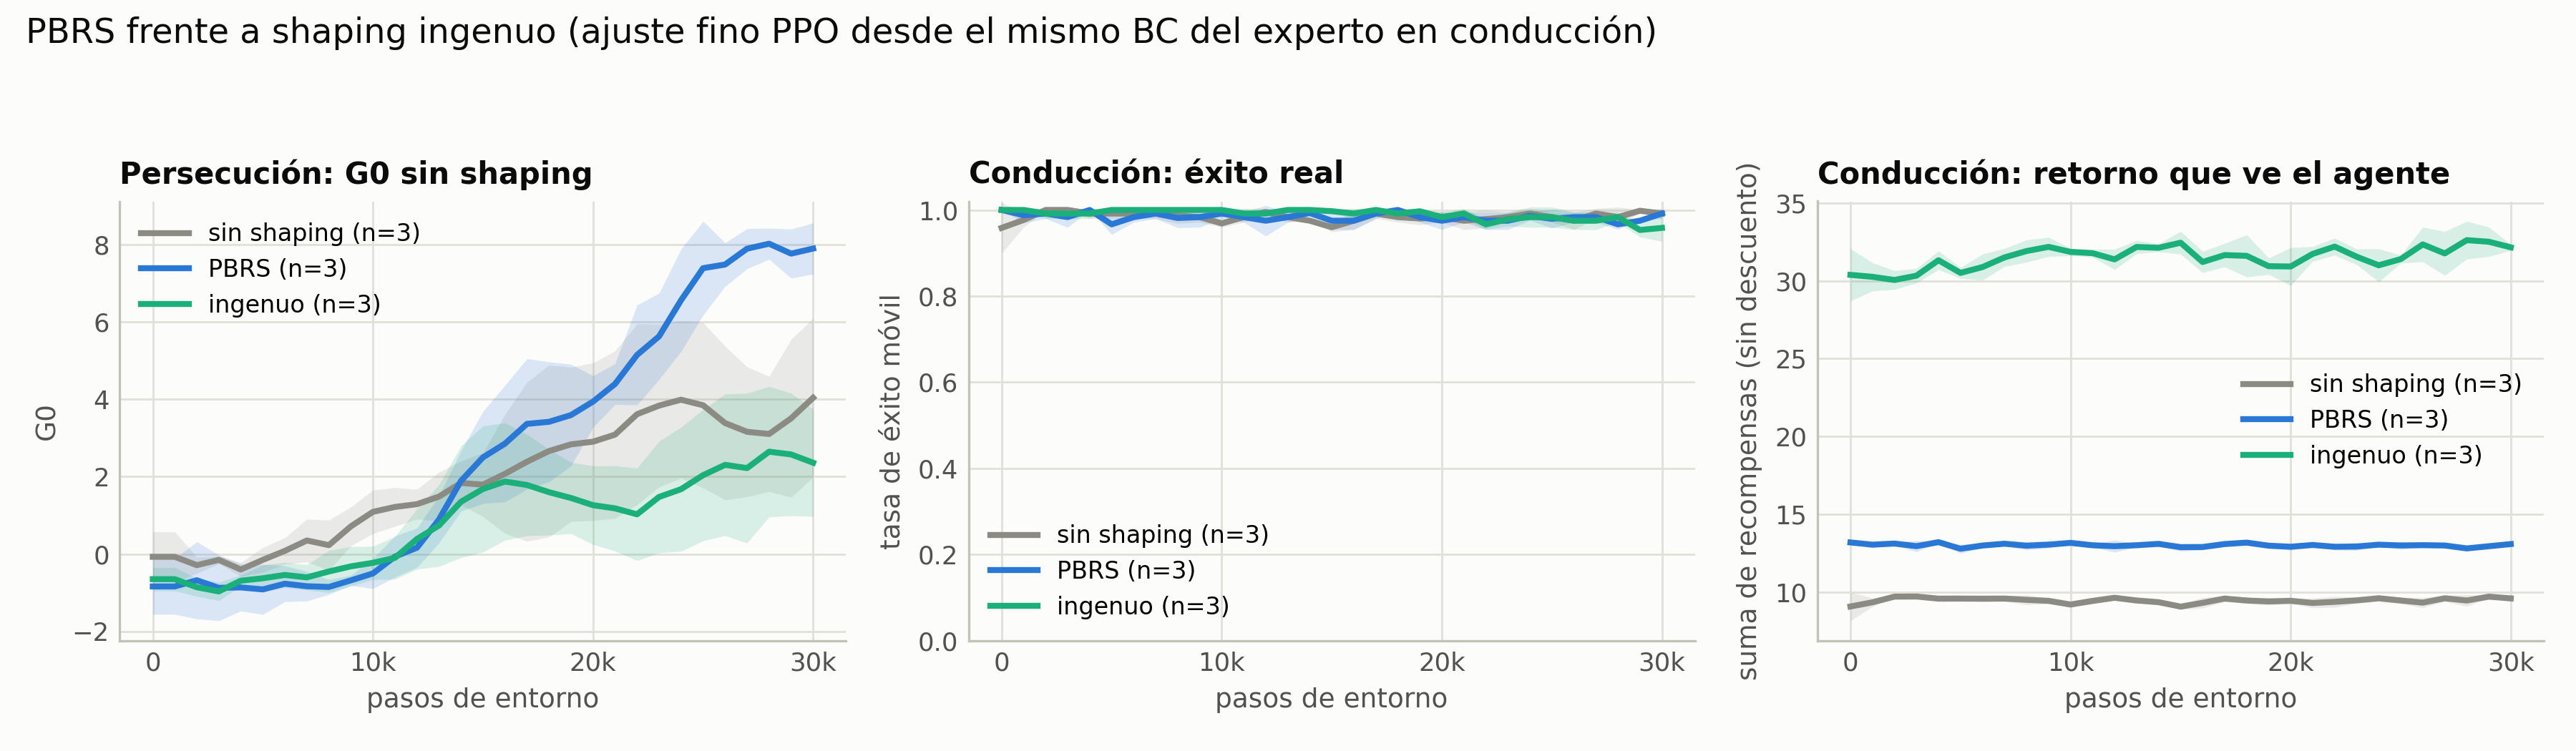 PBRS frente a shaping ingenuo (ajuste fino PPO desde el mismo BC del experto en conducción)
Persecución: G0 sin shaping
sin shaping (n=3)
PBRS (n=3)
ingenuo (n=3)
G0
8
6
4
2
0
−2
0
10k
20k
30k
pasos de entorno
Conducción: éxito real
tasa de éxito móvil
1.0
0.8
0.6
0.4
0.2
0.0
sin shaping (n=3)
PBRS (n=3)
ingenuo (n=3)
0
10k
20k
30k
pasos de entorno
Conducción: retorno que ve el agente
suma de recompensas (sin descuento)
35
30
25
20
15
10
sin shaping (n=3)
PBRS (n=3)
ingenuo (n=3)
0
10k
20k
30k
pasos de entorno